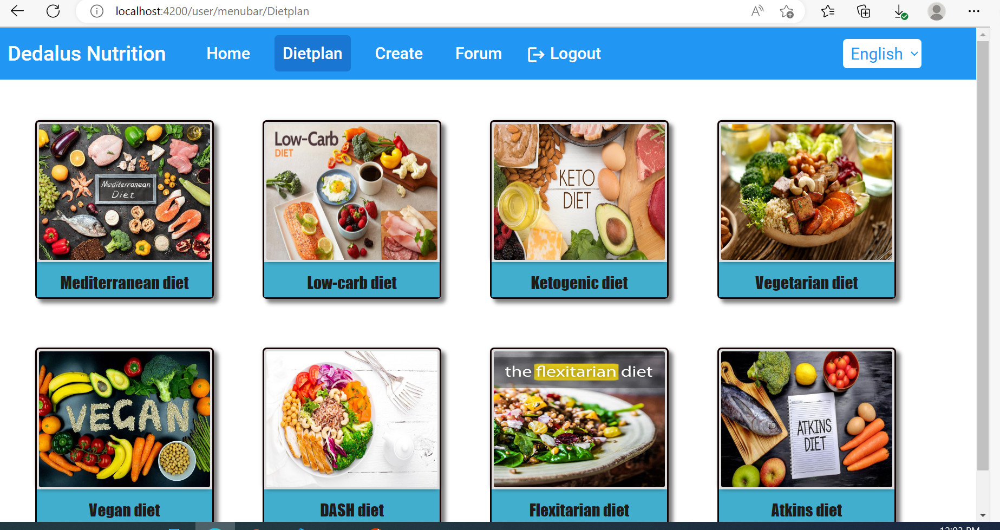 localhost:4200/user/menubar/Dietplan
Dedalus Nutrition Home Dietplan Create Forum Logout English
Mediterranean
Diet
Low-Carb
DIET
KETO
DIET
Mediterranean diet Low-carb diet Ketogenic diet Vegetarian diet
VEGAN
the flexitarian diet
ATKINS
DIET
Vegan diet DASH diet Flexitarian diet Atkins diet